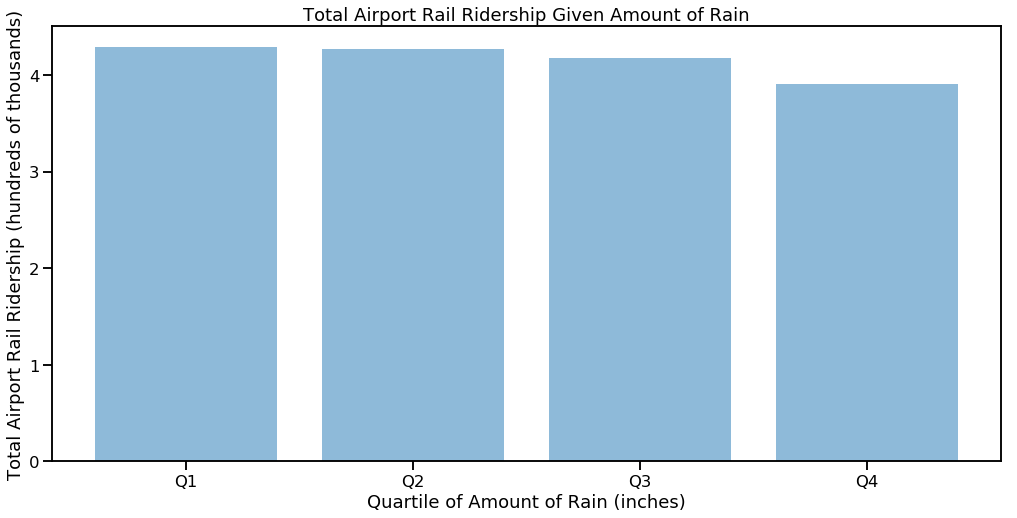 Total Airport Rail Ridership Given Amount of Rain
Total Airport Rail Ridership (hundreds of thousands)
4
3
2
1
0
Q1 Q2 Q3 Q4
Quartile of Amount of Rain (inches)